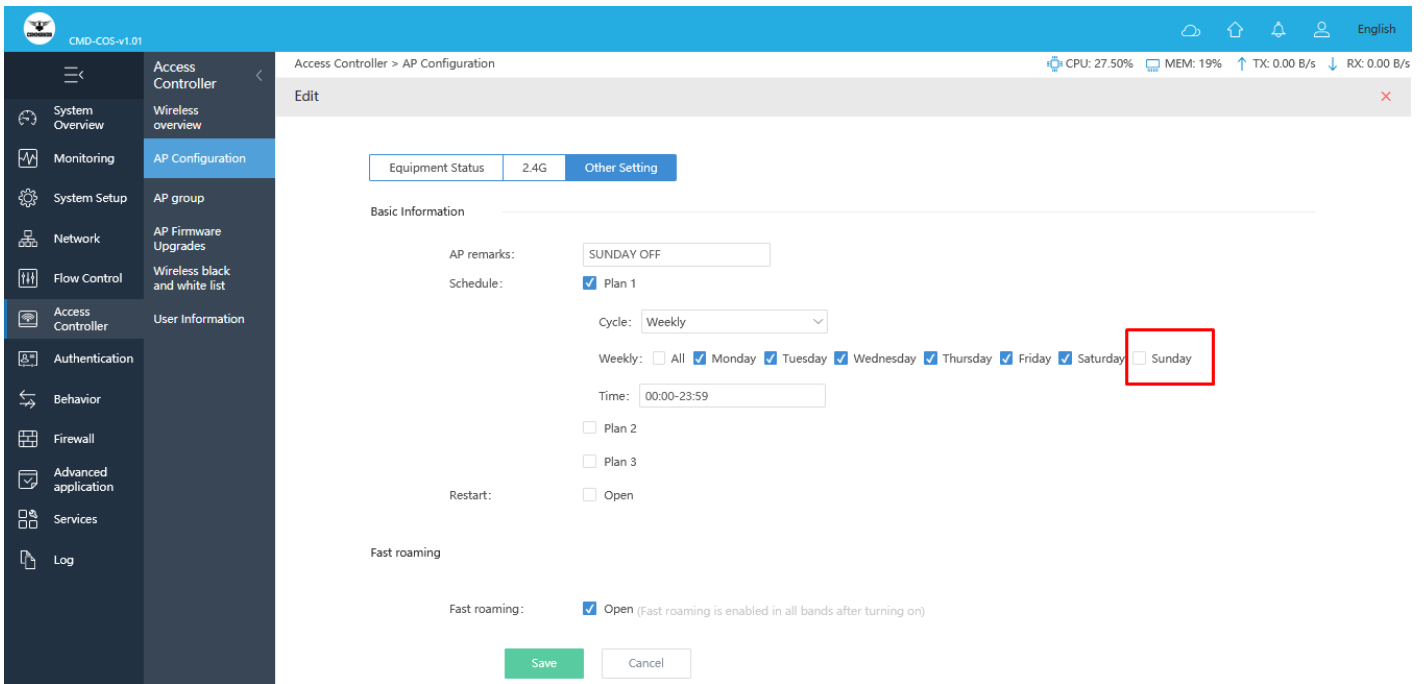 COMMANDO
CMD-COS-v1.01
English
Access Controller > AP Configuration
CPU: 27.50% MEM: 19% TX: 0.00 B/s RX: 0.00 B/s
System Overview
Monitoring
System Setup
Network
Flow Control
Access Controller
Authentication
Behavior
Firewall
Advanced application
Services
Log
Access Controller
Wireless overview
AP Configuration
AP group
AP Firmware Upgrades
Wireless black and white list
User Information
Edit
Equipment Status 2.4G Other Setting
Basic Information
AP remarks: SUNDAY OFF
Schedule: Plan 1
Cycle: Weekly
Weekly: All Monday Tuesday Wednesday Thursday Friday Saturday Sunday
Time: 00:00-23:59
Plan 2
Plan 3
Restart: Open
Fast roaming
Fast roaming: Open (Fast roaming is enabled in all bands after turning on)
Save Cancel